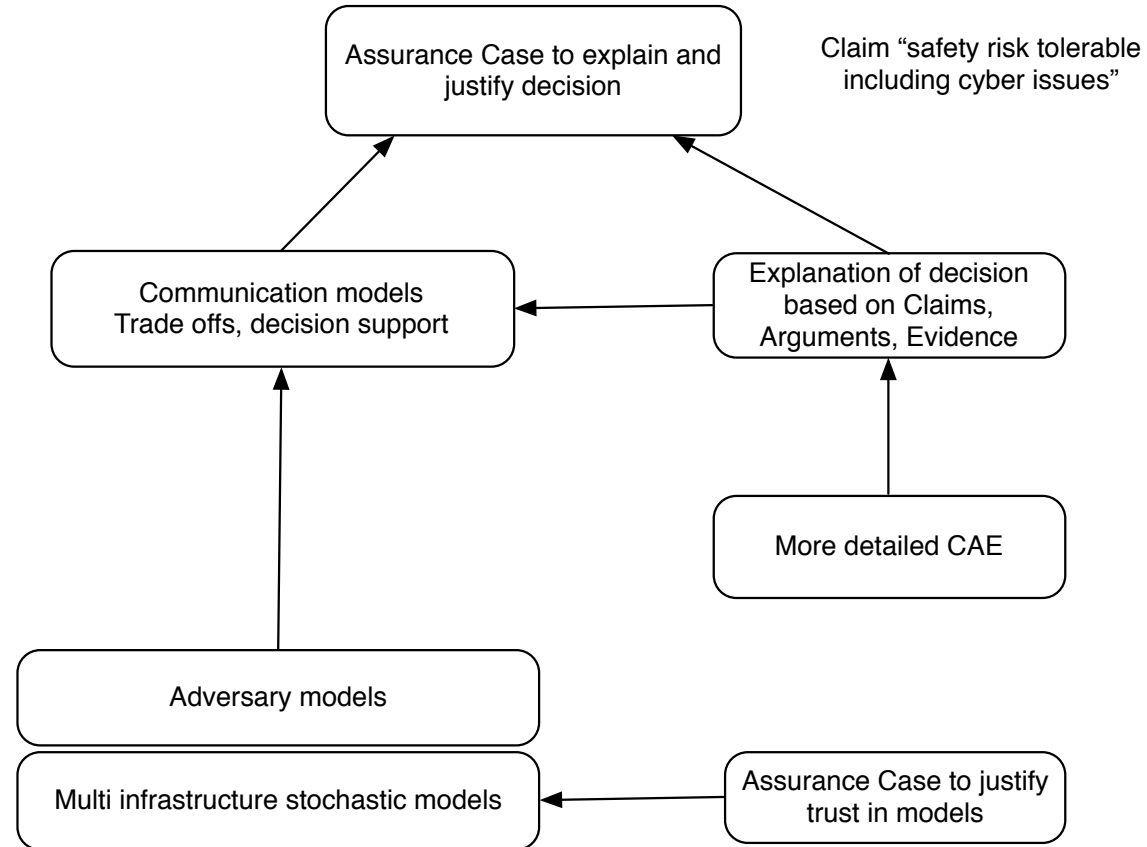 Assurance Case to explain and
justify decision
Claim “safety risk tolerable
including cyber issues”
Communication models
Trade offs, decision support
Explanation of decision
based on Claims,
Arguments, Evidence
More detailed CAE
Adversary models
Multi infrastructure stochastic models
Assurance Case to justify
trust in models